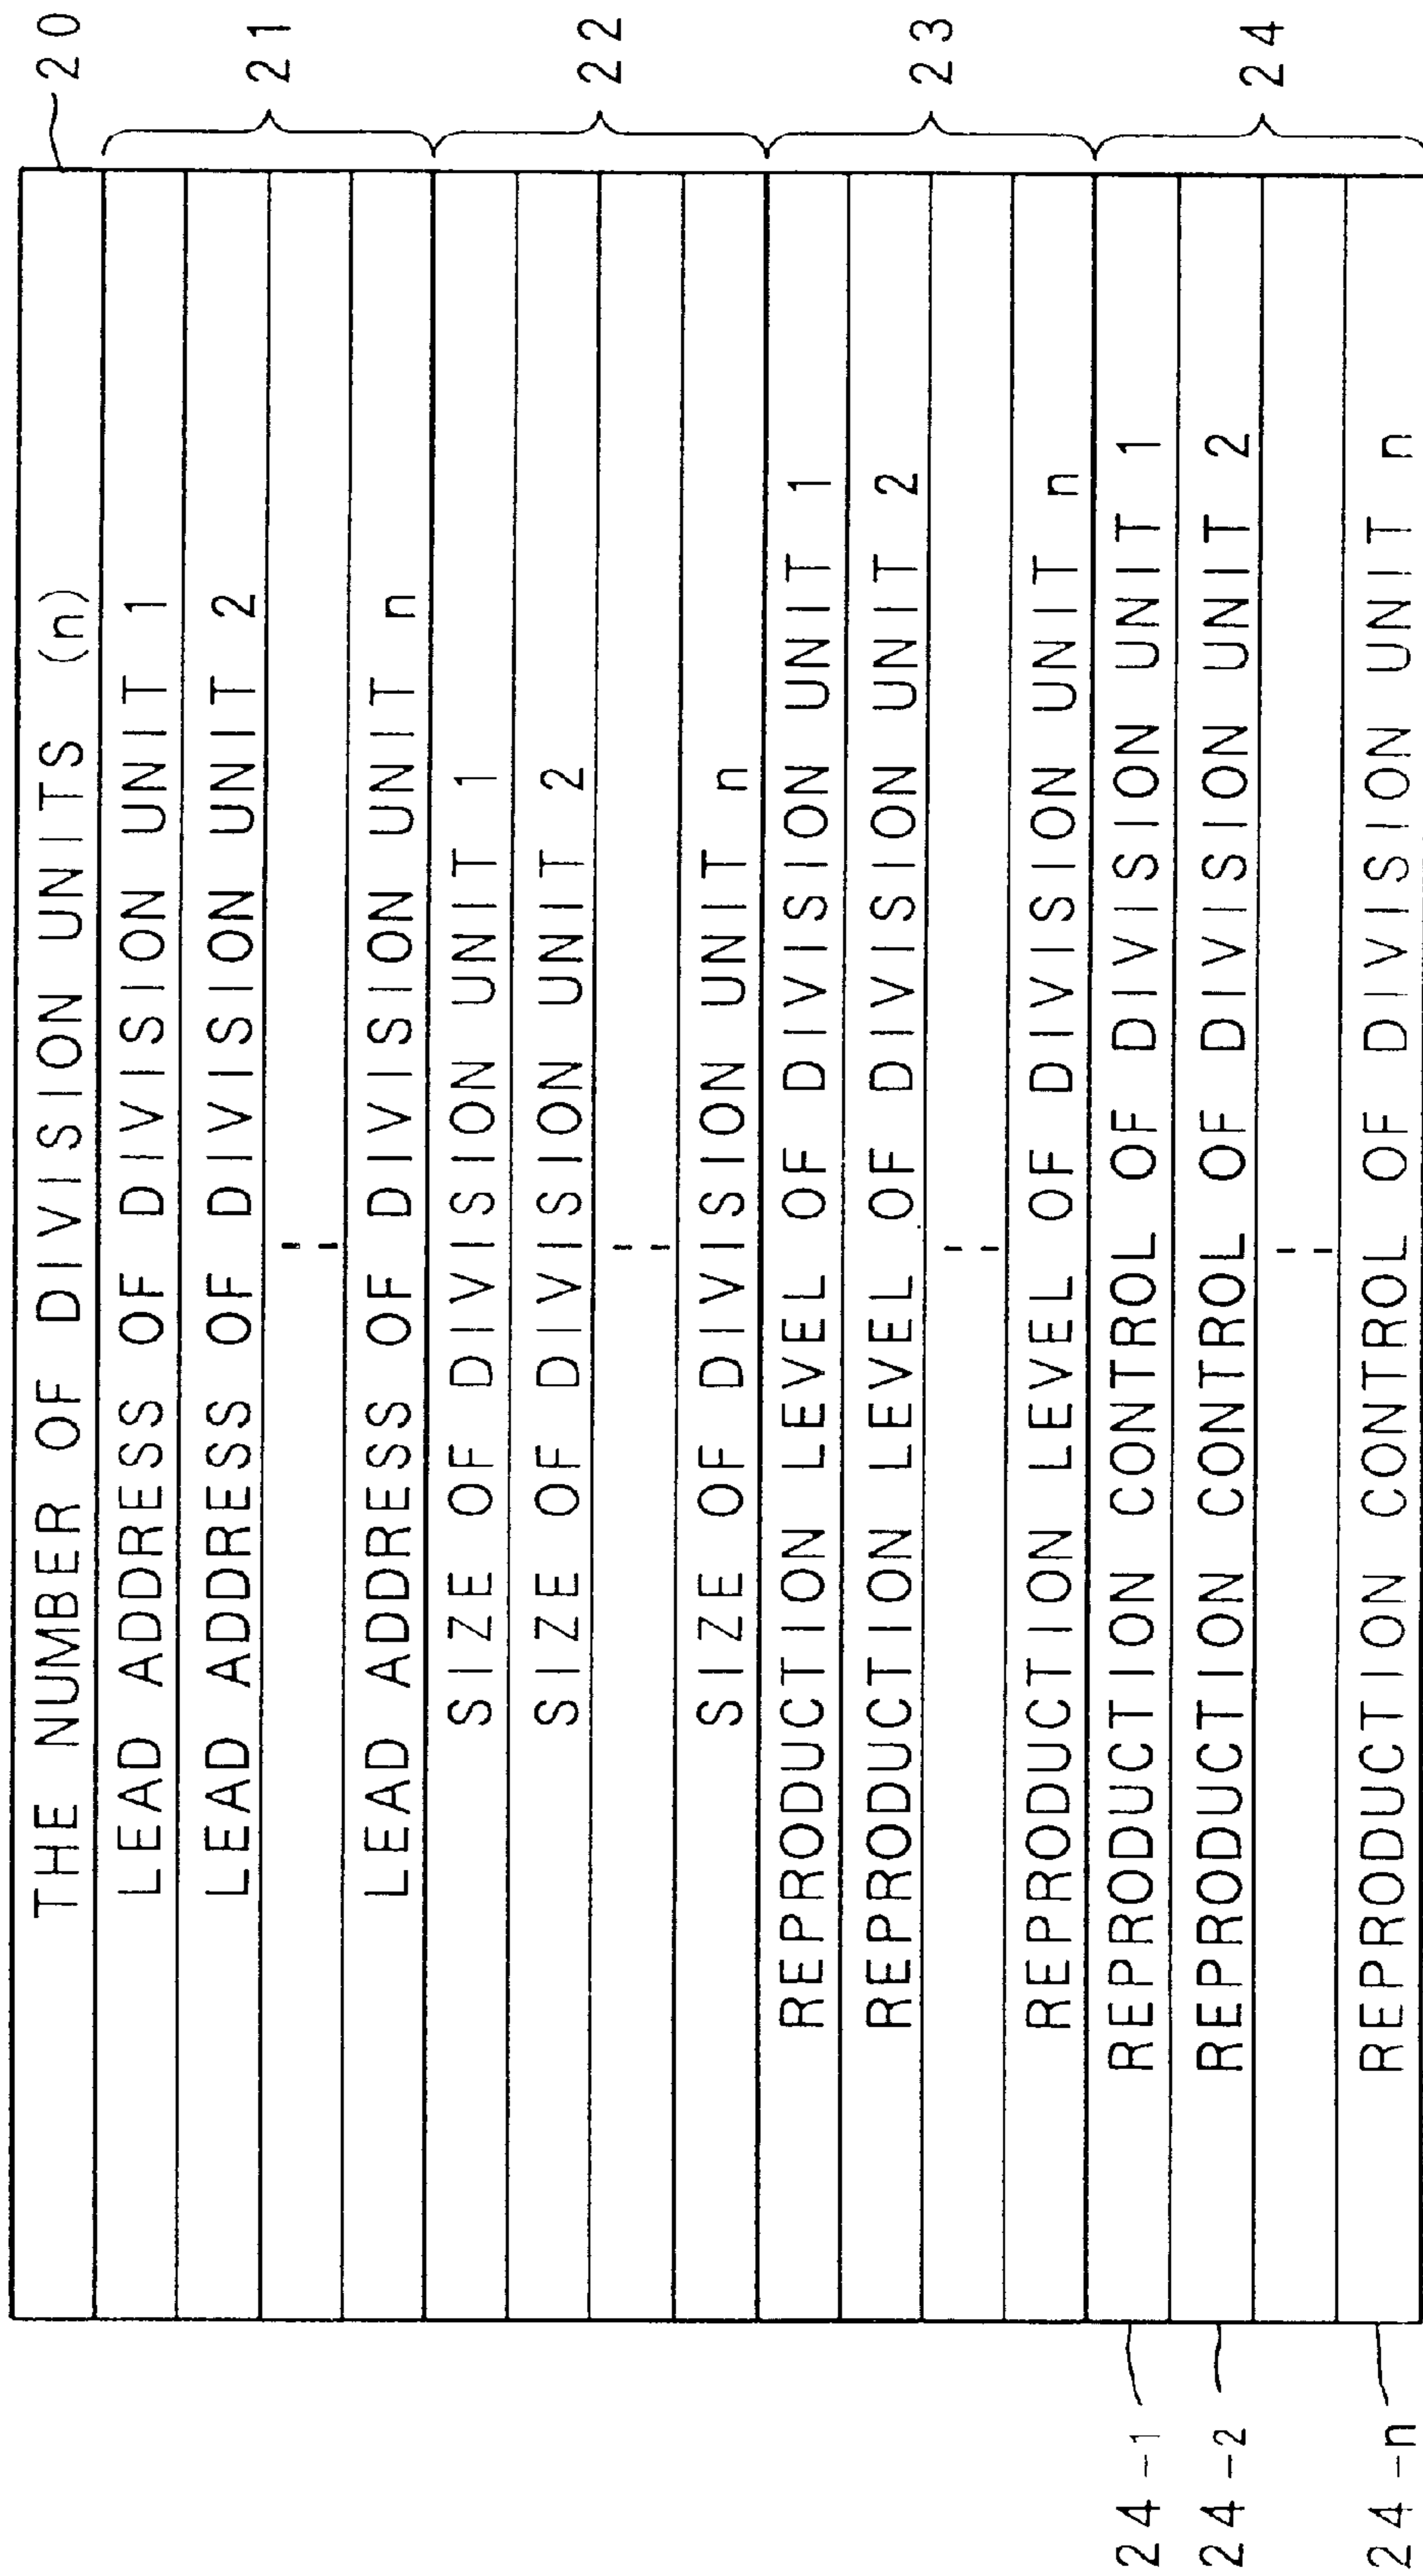 THE NUMBER OF DIVISION UNITS (n) 20
LEAD ADDRESS OF DIVISION UNIT 1
LEAD ADDRESS OF DIVISION UNIT 2
21
LEAD ADDRESS OF DIVISION UNIT n
SIZE OF DIVISION UNIT 1
SIZE OF DIVISION UNIT 2
22
SIZE OF DIVISION UNIT n
REPRODUCTION LEVEL OF DIVISION UNIT 1
REPRODUCTION LEVEL OF DIVISION UNIT 2
23
REPRODUCTION LEVEL OF DIVISION UNIT n
24-1 REPRODUCTION CONTROL OF DIVISION UNIT 1
24-2 REPRODUCTION CONTROL OF DIVISION UNIT 2
24
24-n REPRODUCTION CONTROL OF DIVISION UNIT n